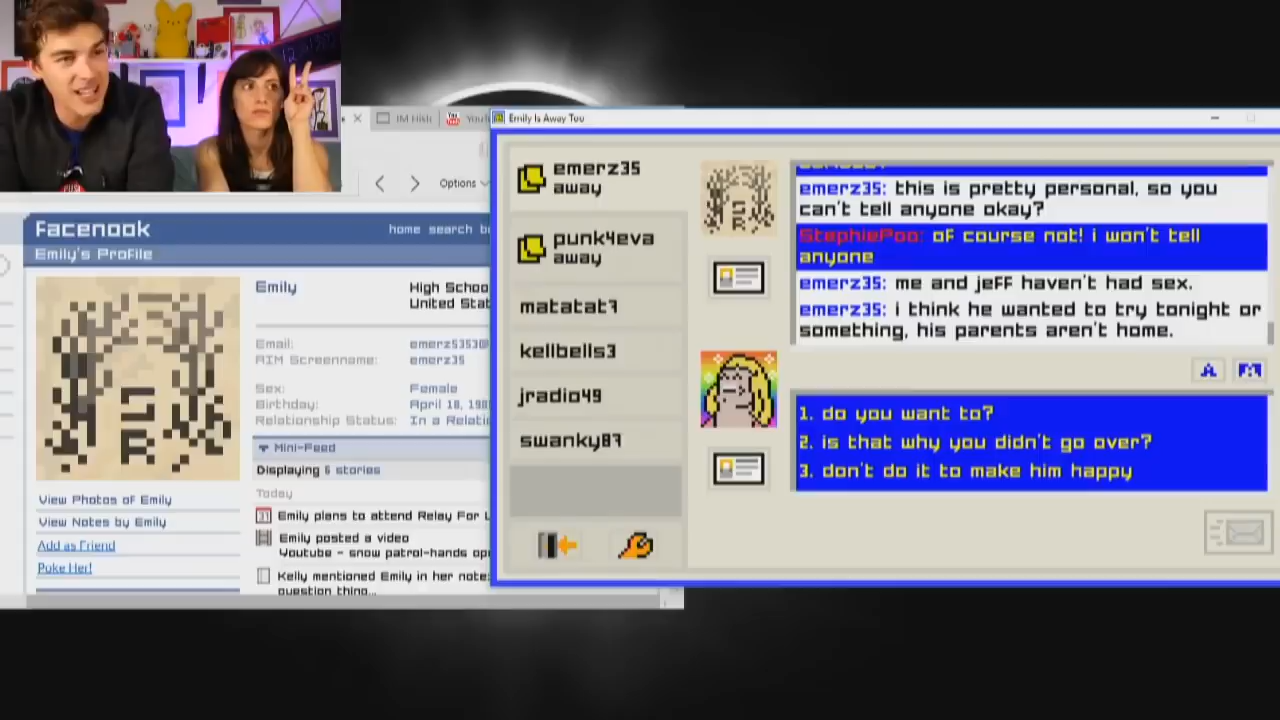 IM Hish
Emily Is Away Too
Options
Facenook
home search
Emily's Profile
Emily
High Schoo
United Stat
Email:
emerz5353@
AIM Screenname:
emerz35
Sex:
Female
Birthday:
April 18, 198
Relationship Status:
In a Relati
Mini-Feed
Displaying 6 stories
Today
View Photos of Emily
View Notes by Emily
Add as Friend
Puke Her!
31
Emily plans to attend Relay For L
Emily posted a video
Youtube - snow patrol-hands ope
Kelly mentioned Emily in her note:
question thing...
emerz35
away
punk4eva
away
matatat7
kellbells3
jradio49
swanky87
emerz35: this is pretty personal, so you
can't tell anyone okay?
StephiePoo: of course not! i won't tell
anyone
emerz35: me and jeff haven't had sex.
emerz35: i think he wanted to try tonight or
something, his parents aren't home.
A
1. do you want to?
2. is that why you didn't go over?
3. don't do it to make him happy